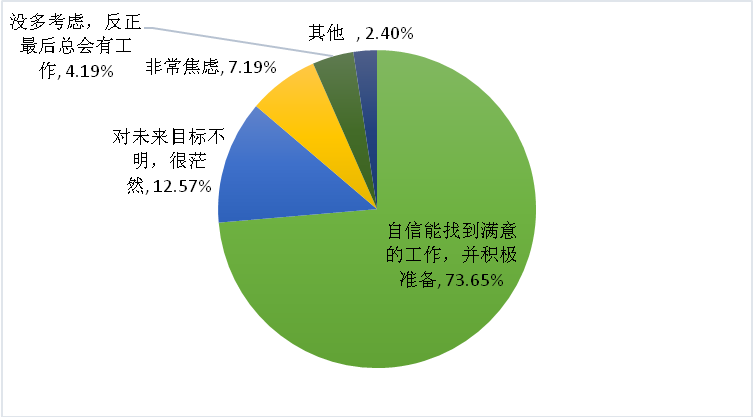 没多考虑，反正
最后总会有工
作, 4.19%
其他 , 2.40%
非常焦虑, 7.19%
对未来目标不
明，很茫
然, 12.57%
自信能找到满意
的工作，并积极
准备, 73.65%